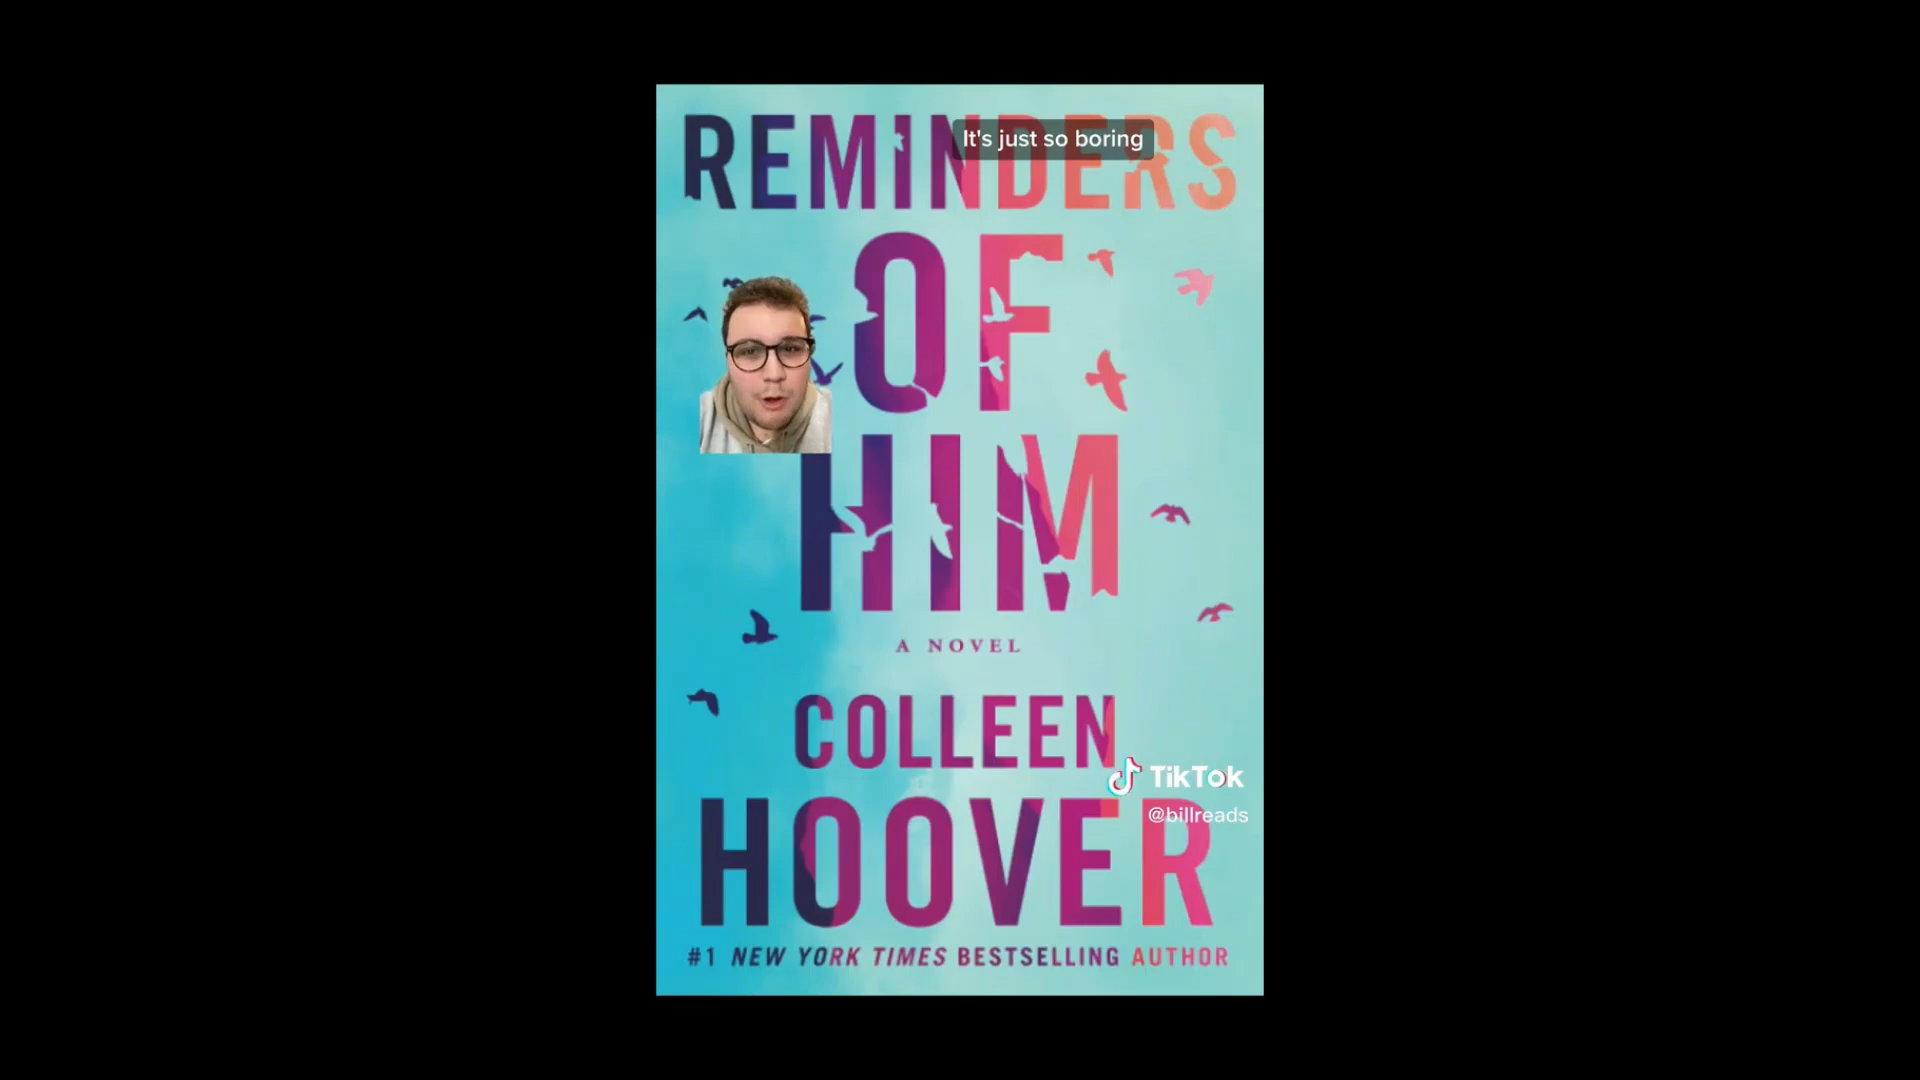 REMINDERS
It's just so boring
OF
HIM
A NOVEL
COLLEEN
TikTok
@billreads
HOOVER
#1 NEW YORK TIMES BESTSELLING AUTHOR